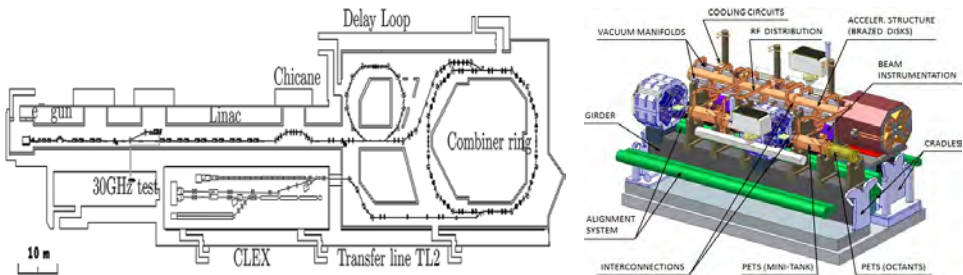 Delay Loop
Chicane
e⁻ gun
Linac
Combiner ring
30GHz test
CLEX
Transfer line TL2
10 m
COOLING CIRCUITS
VACUUM MANIFOLDS
RF DISTRIBUTION
ACCELER. STRUCTURE
(BRAZED DISKS)
BEAM
INSTRUMENTATION
GIRDER
CRADLES
ALIGNMENT
SYSTEM
INTERCONNECTIONS
PETS (MINI-TANK)
PETS (OCTANTS)